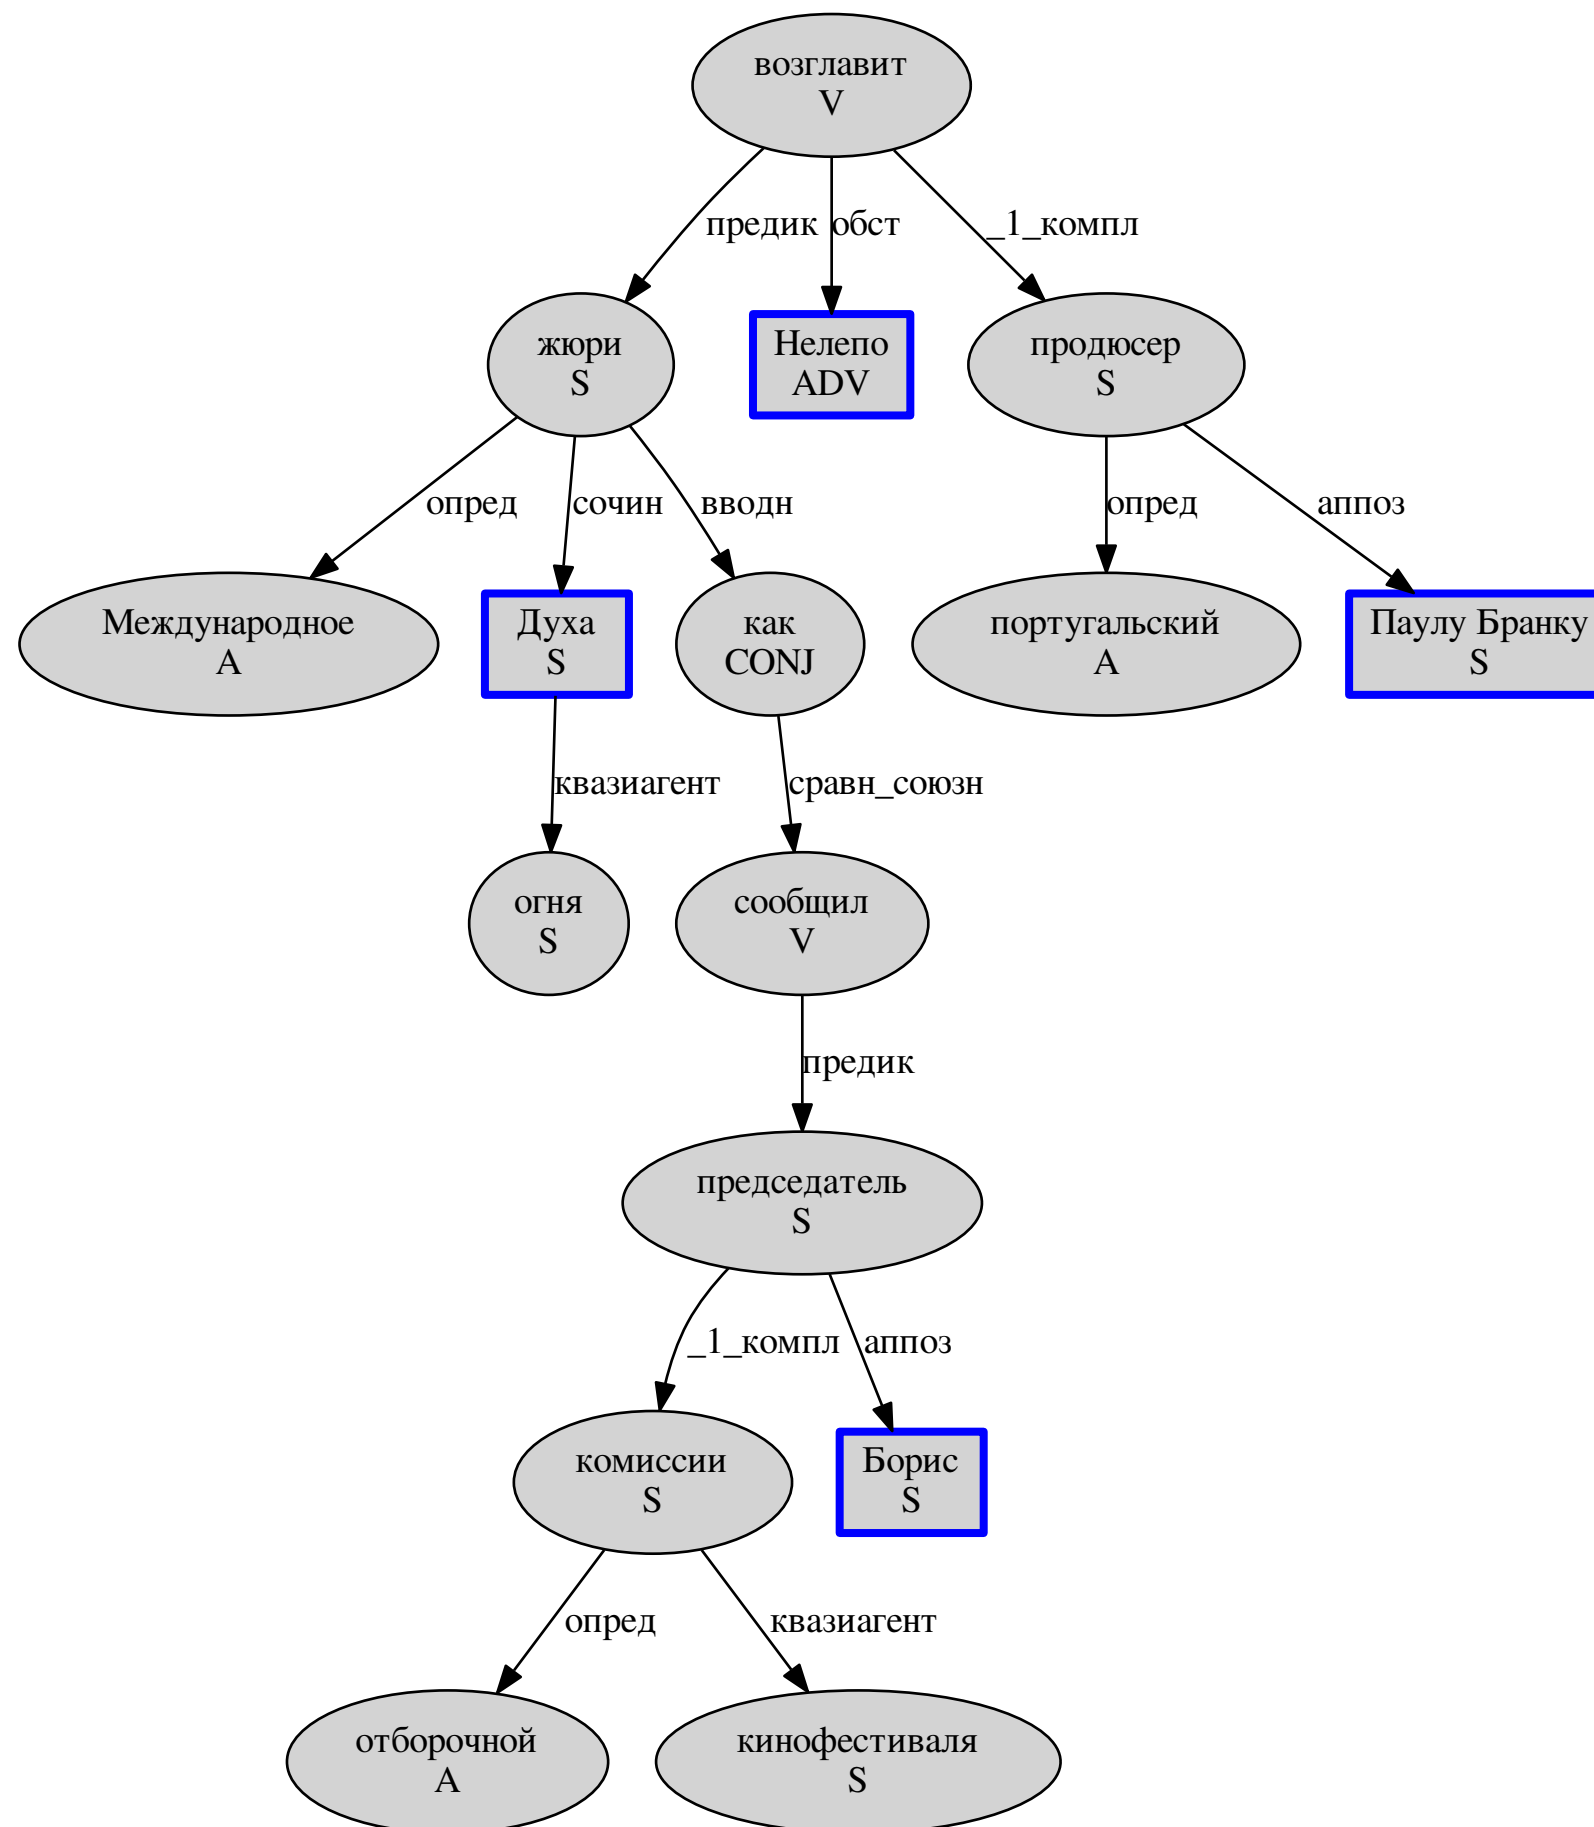 возглавит
V
предик
обст
_1_компл
жюри
S
Нелепо
ADV
продюсер
S
опред
сочин
вводн
опред
аппоз
Международное
A
Духа
S
как
CONJ
португальский
A
Паулу Бранку
S
квазиагент
сравн_союзн
огня
S
сообщил
V
предик
председатель
S
_1_компл
аппоз
комиссии
S
Борис
S
опред
квазиагент
отборочной
A
кинофестиваля
S